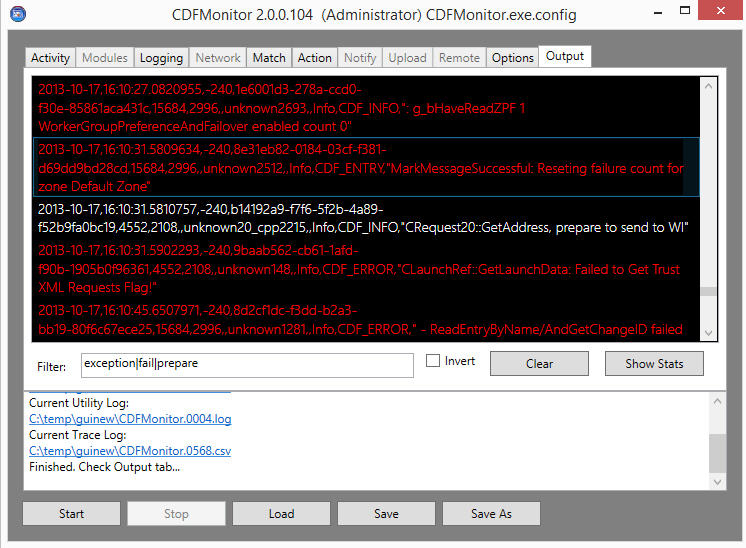 CDFMonitor 2.0.0.104 (Administrator) CDFMonitor.exe.config
Activity Modules Logging Network Match Action Notify Upload Remote Options Output
2013-10-17,16:10:27.0820955,-240,1e6001d3-278a-ccd0-
f30e-85861aca431c,15684,2996,,unknown2693,,Info,CDF_INFO,": g_bHaveReadZPF 1
WorkerGroupPreferenceAndFailover enabled count 0"
2013-10-17,16:10:31.5809634,-240,8e31eb82-0184-03cf-f381-
d69dd9bd28cd,15684,2996,,unknown2512,,Info,CDF_ENTRY,"MarkMessageSuccessful: Reseting failure count for
zone Default Zone"
2013-10-17,16:10:31.5810757,-240,b14192a9-f7f6-5f2b-4a89-
f52b9fa0bc19,4552,2108,,unknown20_cpp2215,,Info,CDF_INFO,"CRequest20::GetAddress, prepare to send to WI"
2013-10-17,16:10:31.5902293,-240,9baab562-cb61-1afd-
f90b-1905b0f96361,4552,2108,,unknown148,,Info,CDF_ERROR,"CLaunchRef::GetLaunchData: Failed to Get Trust
XML Requests Flag!"
2013-10-17,16:10:45.6507971,-240,8d2cf1dc-f3dd-b2a3-
bb19-80f6c67ece25,15684,2996,,unknown1281,,Info,CDF_ERROR," - ReadEntryByName/AndGetChangeID failed
Filter: exception|fail|prepare Invert Clear Show Stats
Current Utility Log:
C:\temp\guinew\CDFMonitor.0004.log
Current Trace Log:
C:\temp\guinew\CDFMonitor.0568.csv
Finished. Check Output tab...
Start Stop Load Save Save As